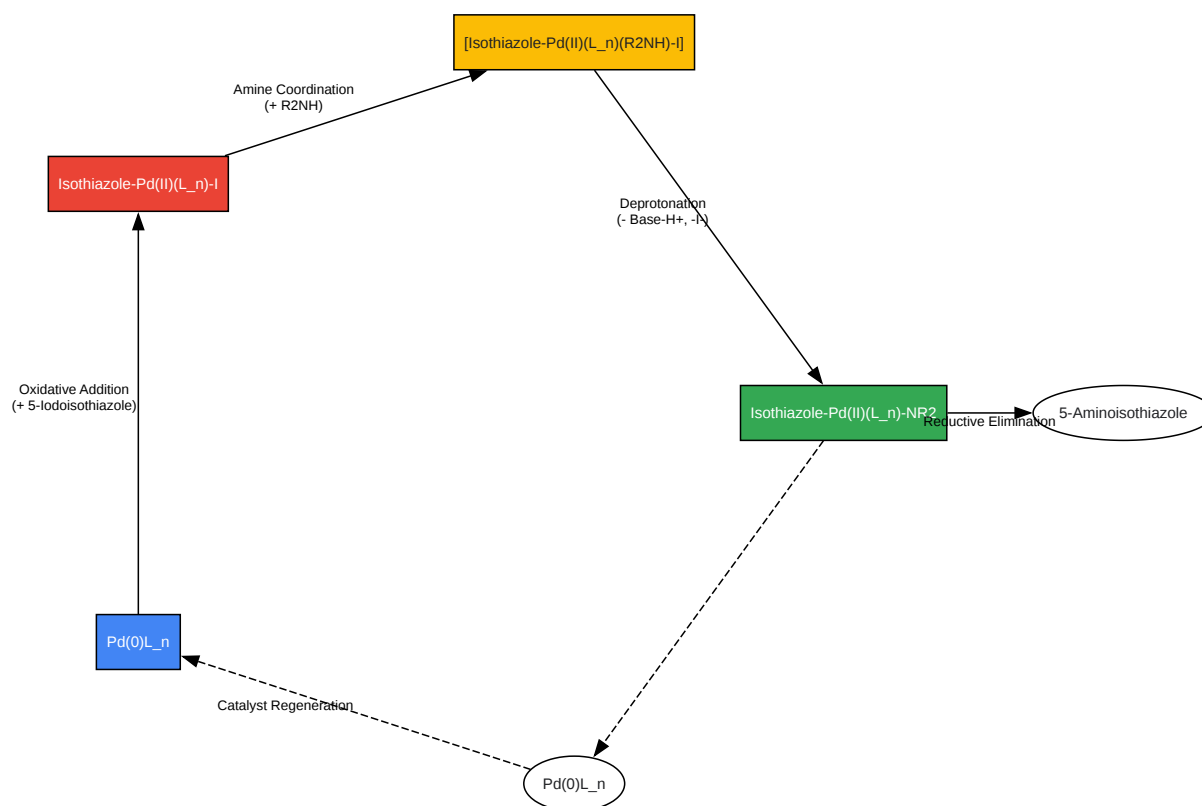 [Isothiazole-Pd(II)(L_n)(R2NH)-I]
Amine Coordination
(+ R2NH)
Isothiazole-Pd(II)(L_n)-I
Deprotonation
(- Base-H+, -I-)
Oxidative Addition
(+ 5-Iodoisothiazole)
Isothiazole-Pd(II)(L_n)-NR2
Reductive Elimination
5-Aminoisothiazole
Pd(0)L_n
Catalyst Regeneration
Pd(0)L_n